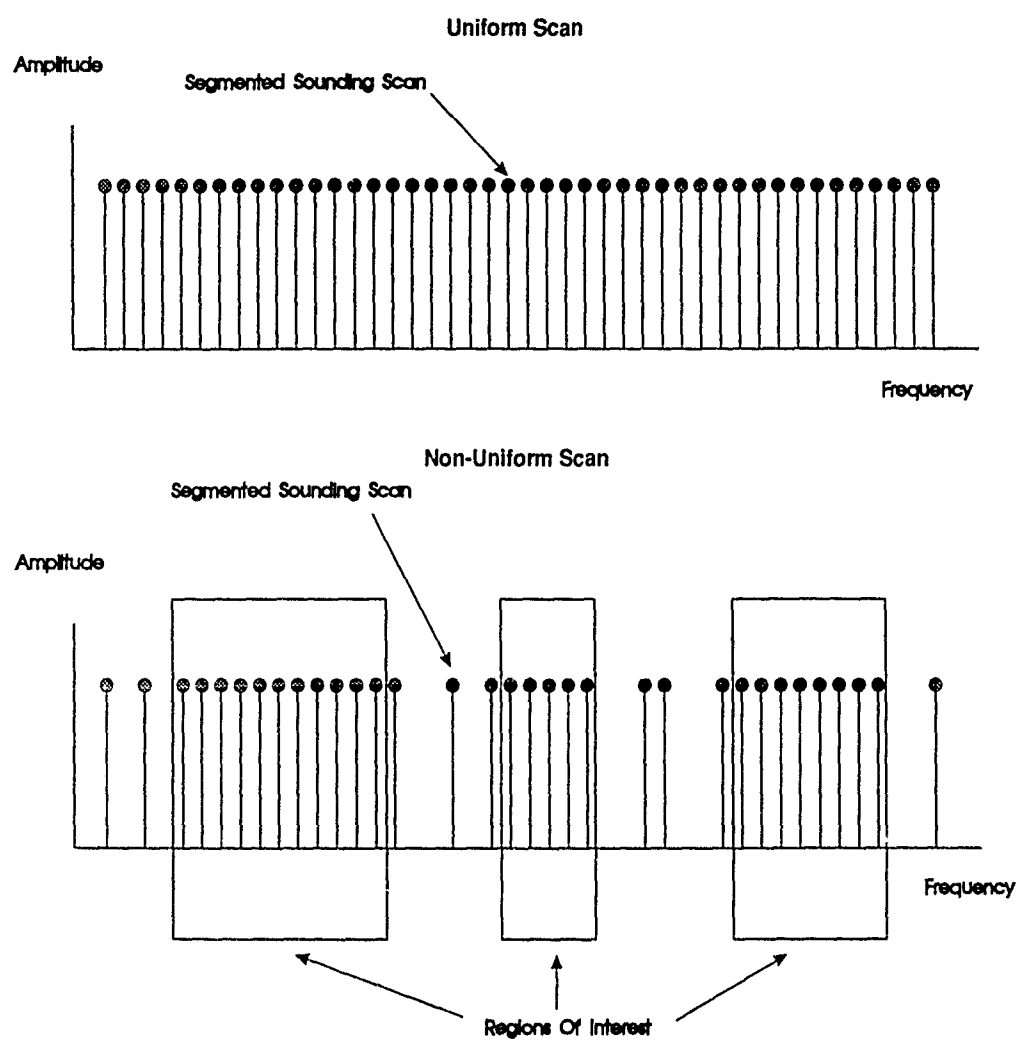 Uniform Scan
Amplitude
Segmented Sounding Scan
Frequency
Non-Uniform Scan
Segmented Sounding Scan
Amplitude
Frequency
Regions Of Interest